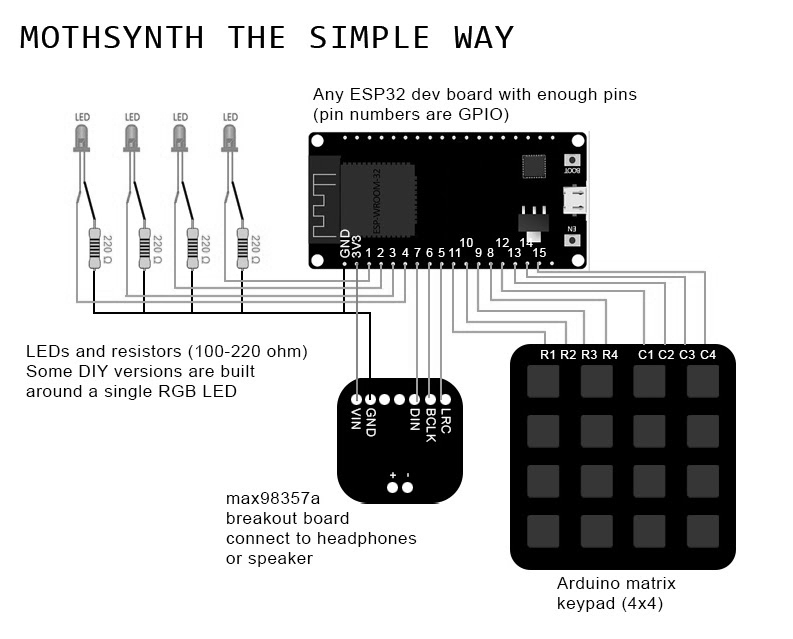 MOTHSYNTH THE SIMPLE WAY
Any ESP32 dev board with enough pins
(pin numbers are GPIO)
LED LED LED LED
220 Ω 220 Ω 220 Ω 220 Ω
ESP-WROOM-32
BOOT
EN
GND 3V3 1 2 3 4 7 6 5 11 10 9 8 12 13 14 15
LEDs and resistors (100-220 ohm)
Some DIY versions are built
around a single RGB LED
R1 R2 R3 R4 C1 C2 C3 C4
VIN GND DIN BCLK LRC
+ -
max98357a
breakout board
connect to headphones
or speaker
Arduino matrix
keypad (4x4)